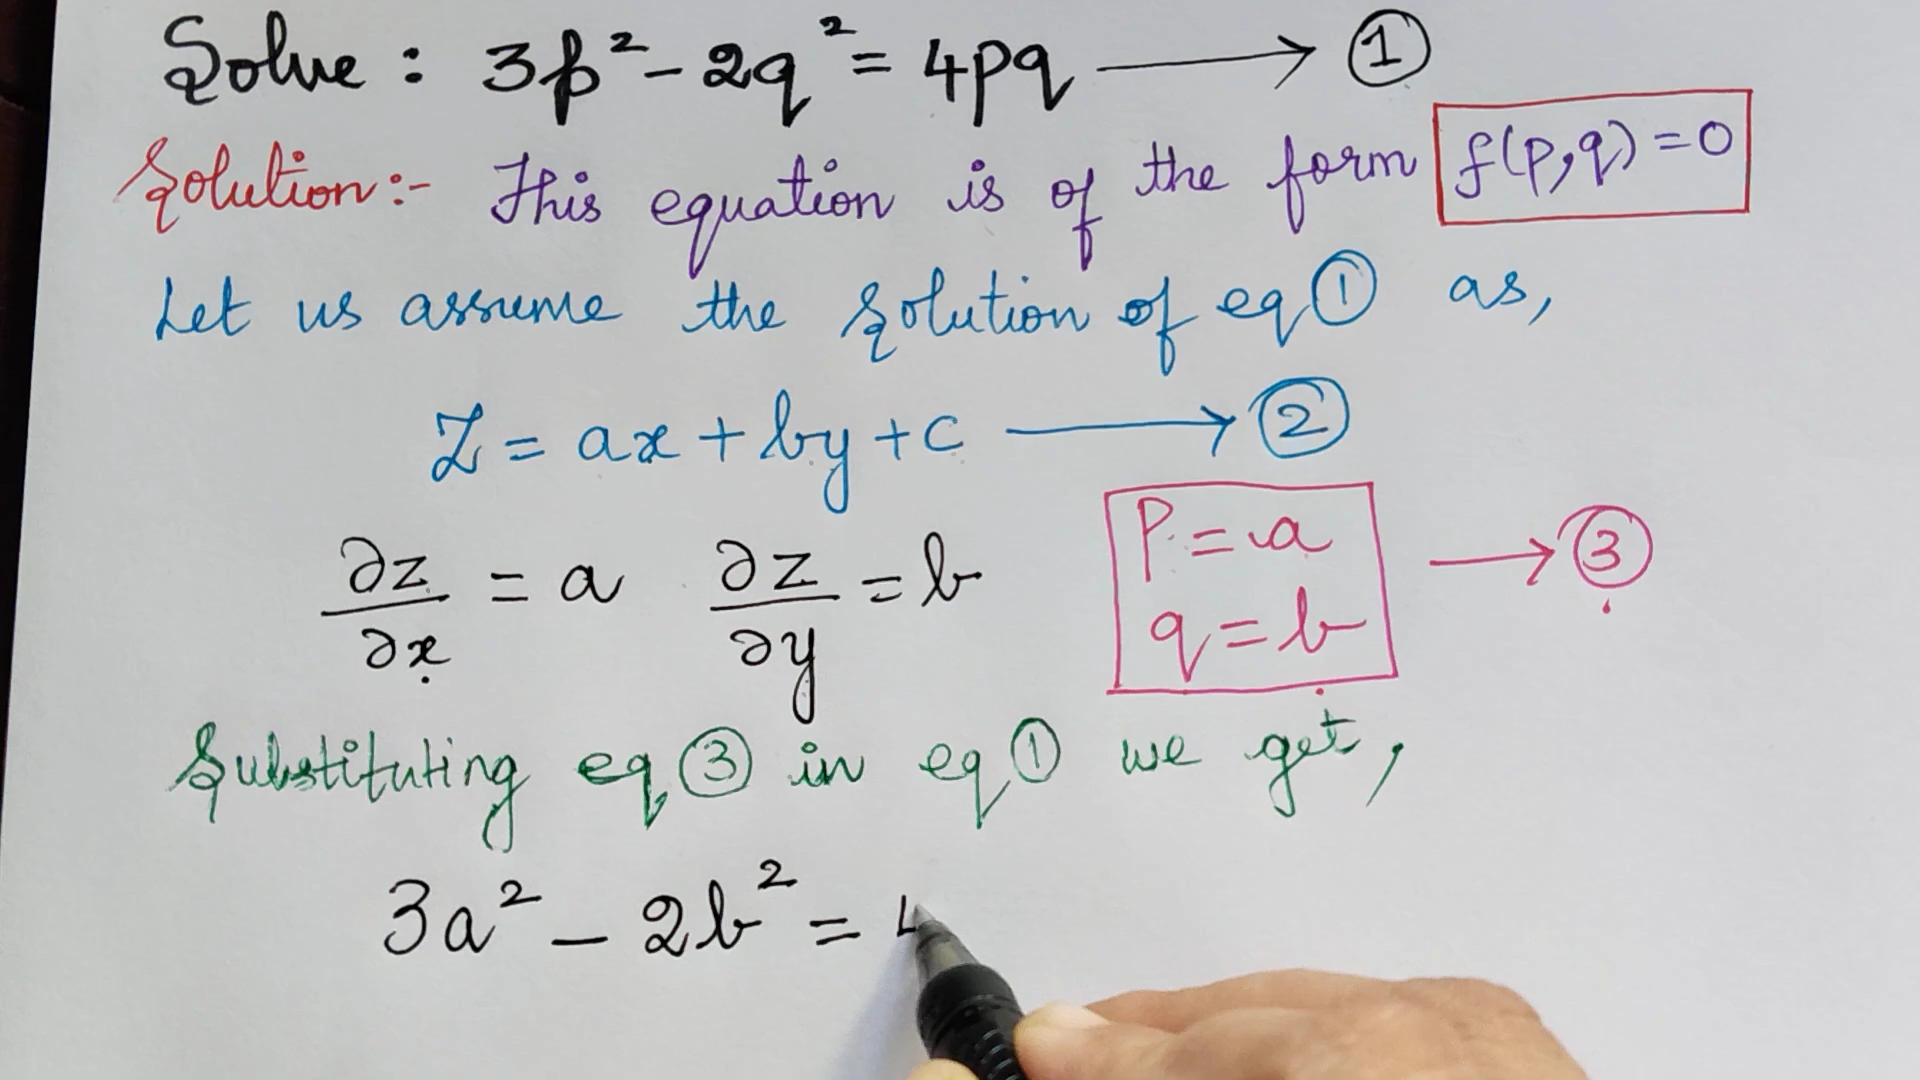 Solve : 3p² - 2q² = 4pq ⟶ ①
Solution:- This equation is of the form f(p,q) = 0
Let us assume the solution of eq ① as,
Z = ax + by + c ⟶ ②
∂z/∂x = a ∂z/∂y = b
P = a
q = b ⟶ ③
Substituting eq ③ in eq ① we get,
3a² - 2b² = 4